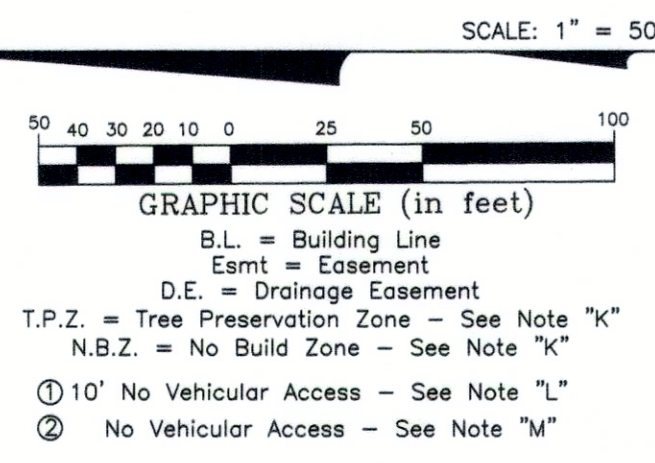 SCALE: 1" = 50
50 40 30 20 10 0 25 50 100
GRAPHIC SCALE (in feet)
B.L. = Building Line
Esmt = Easement
D.E. = Drainage Easement
T.P.Z. = Tree Preservation Zone - See Note "K"
N.B.Z. = No Build Zone - See Note "K"
① 10' No Vehicular Access - See Note "L"
② No Vehicular Access - See Note "M"